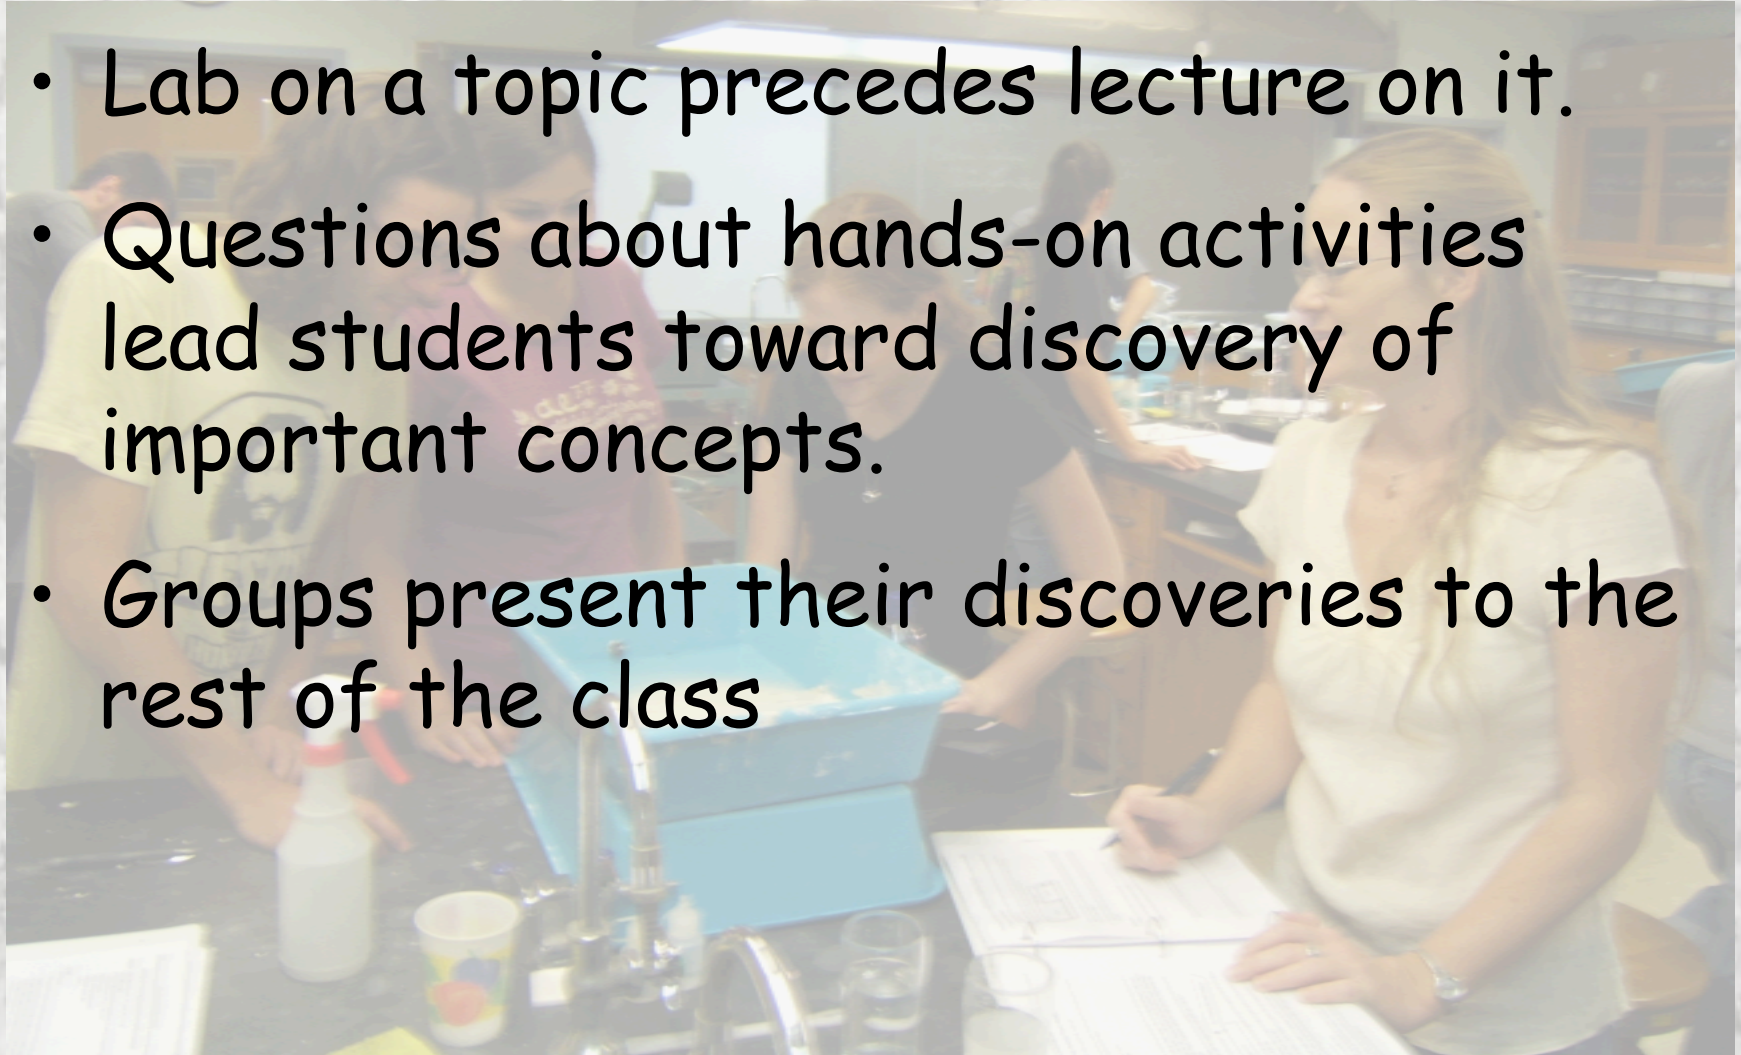 • Lab on a topic precedes lecture on it.
• Questions about hands-on activities
lead students toward discovery of
important concepts.
• Groups present their discoveries to the
rest of the class